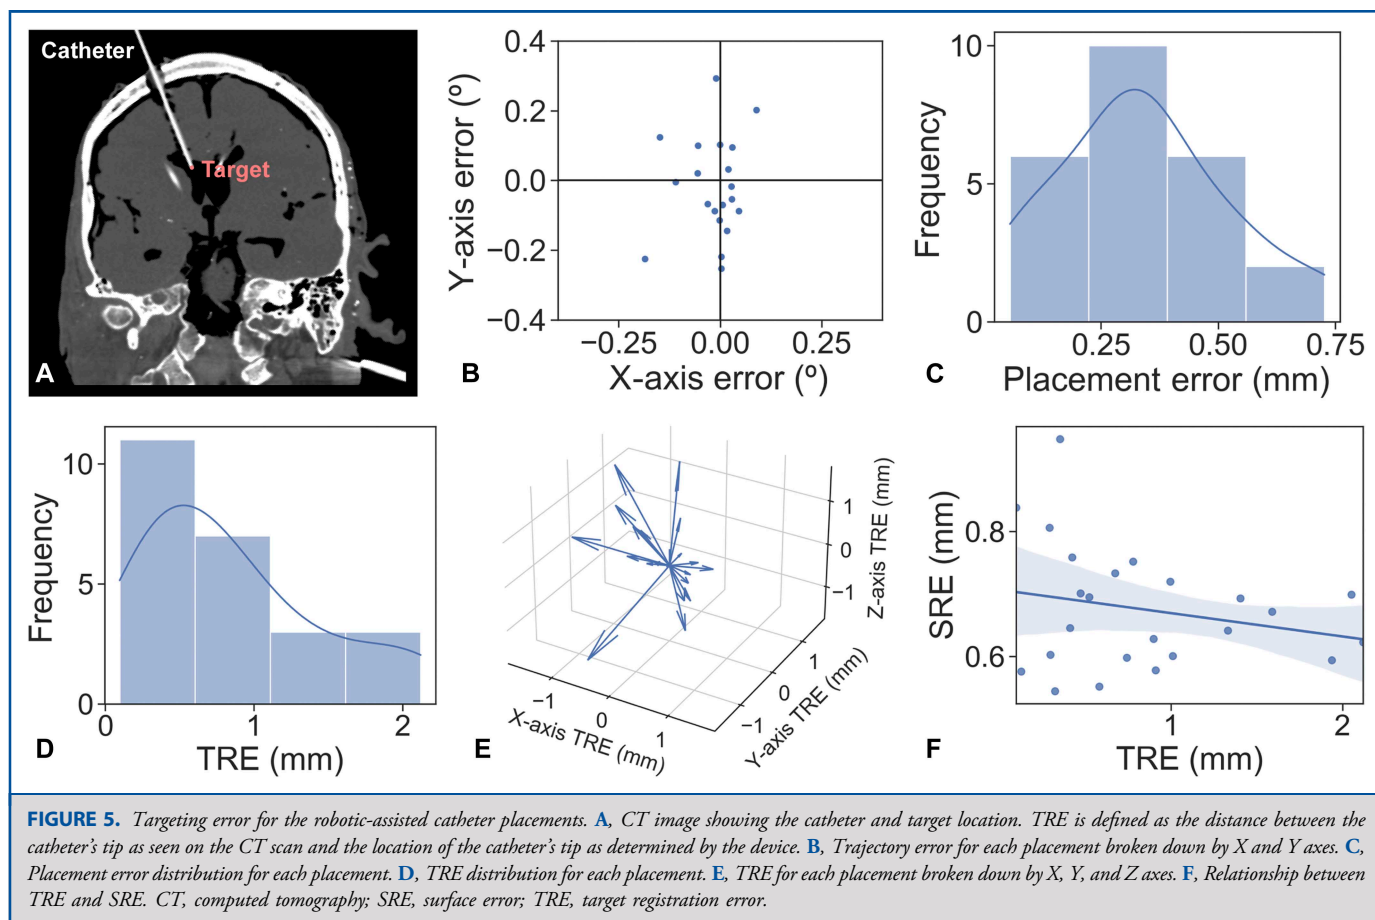 Catheter
Target
A
0.4
0.2
0.0
−0.2
−0.4
Y-axis error (º)
−0.25
0.00
0.25
X-axis error (º)
B
10
5
0
Frequency
0.25
0.50
0.75
Placement error (mm)
C
10
5
0
Frequency
0
1
2
TRE (mm)
D
1
0
−1
Z-axis TRE (mm)
1
0
−1
Y-axis TRE (mm)
−1
0
1
X-axis TRE (mm)
E
0.8
0.6
SRE (mm)
1
2
TRE (mm)
F
FIGURE 5. Targeting error for the robotic-assisted catheter placements. A, CT image showing the catheter and target location. TRE is defined as the distance between the
catheter's tip as seen on the CT scan and the location of the catheter's tip as determined by the device. B, Trajectory error for each placement broken down by X and Y axes. C,
Placement error distribution for each placement. D, TRE distribution for each placement. E, TRE for each placement broken down by X, Y, and Z axes. F, Relationship between
TRE and SRE. CT, computed tomography; SRE, surface error; TRE, target registration error.